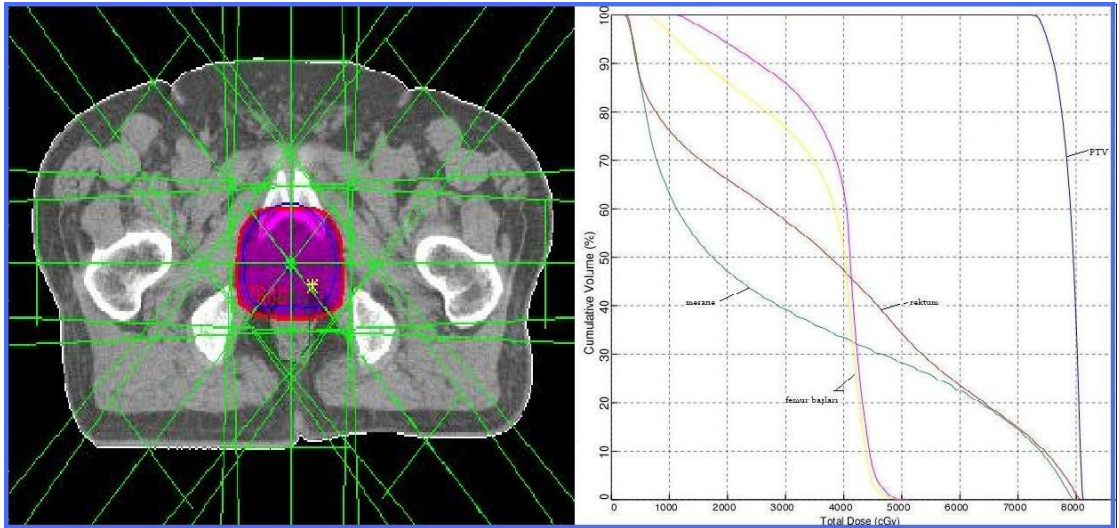 100
90
80
70
60
50
40
30
20
10
0
Cumulative Volume (%)
PTV
mesane
rektum
femur başları
0 1000 2000 3000 4000 5000 6000 7000 8000
Total Dose (cGy)